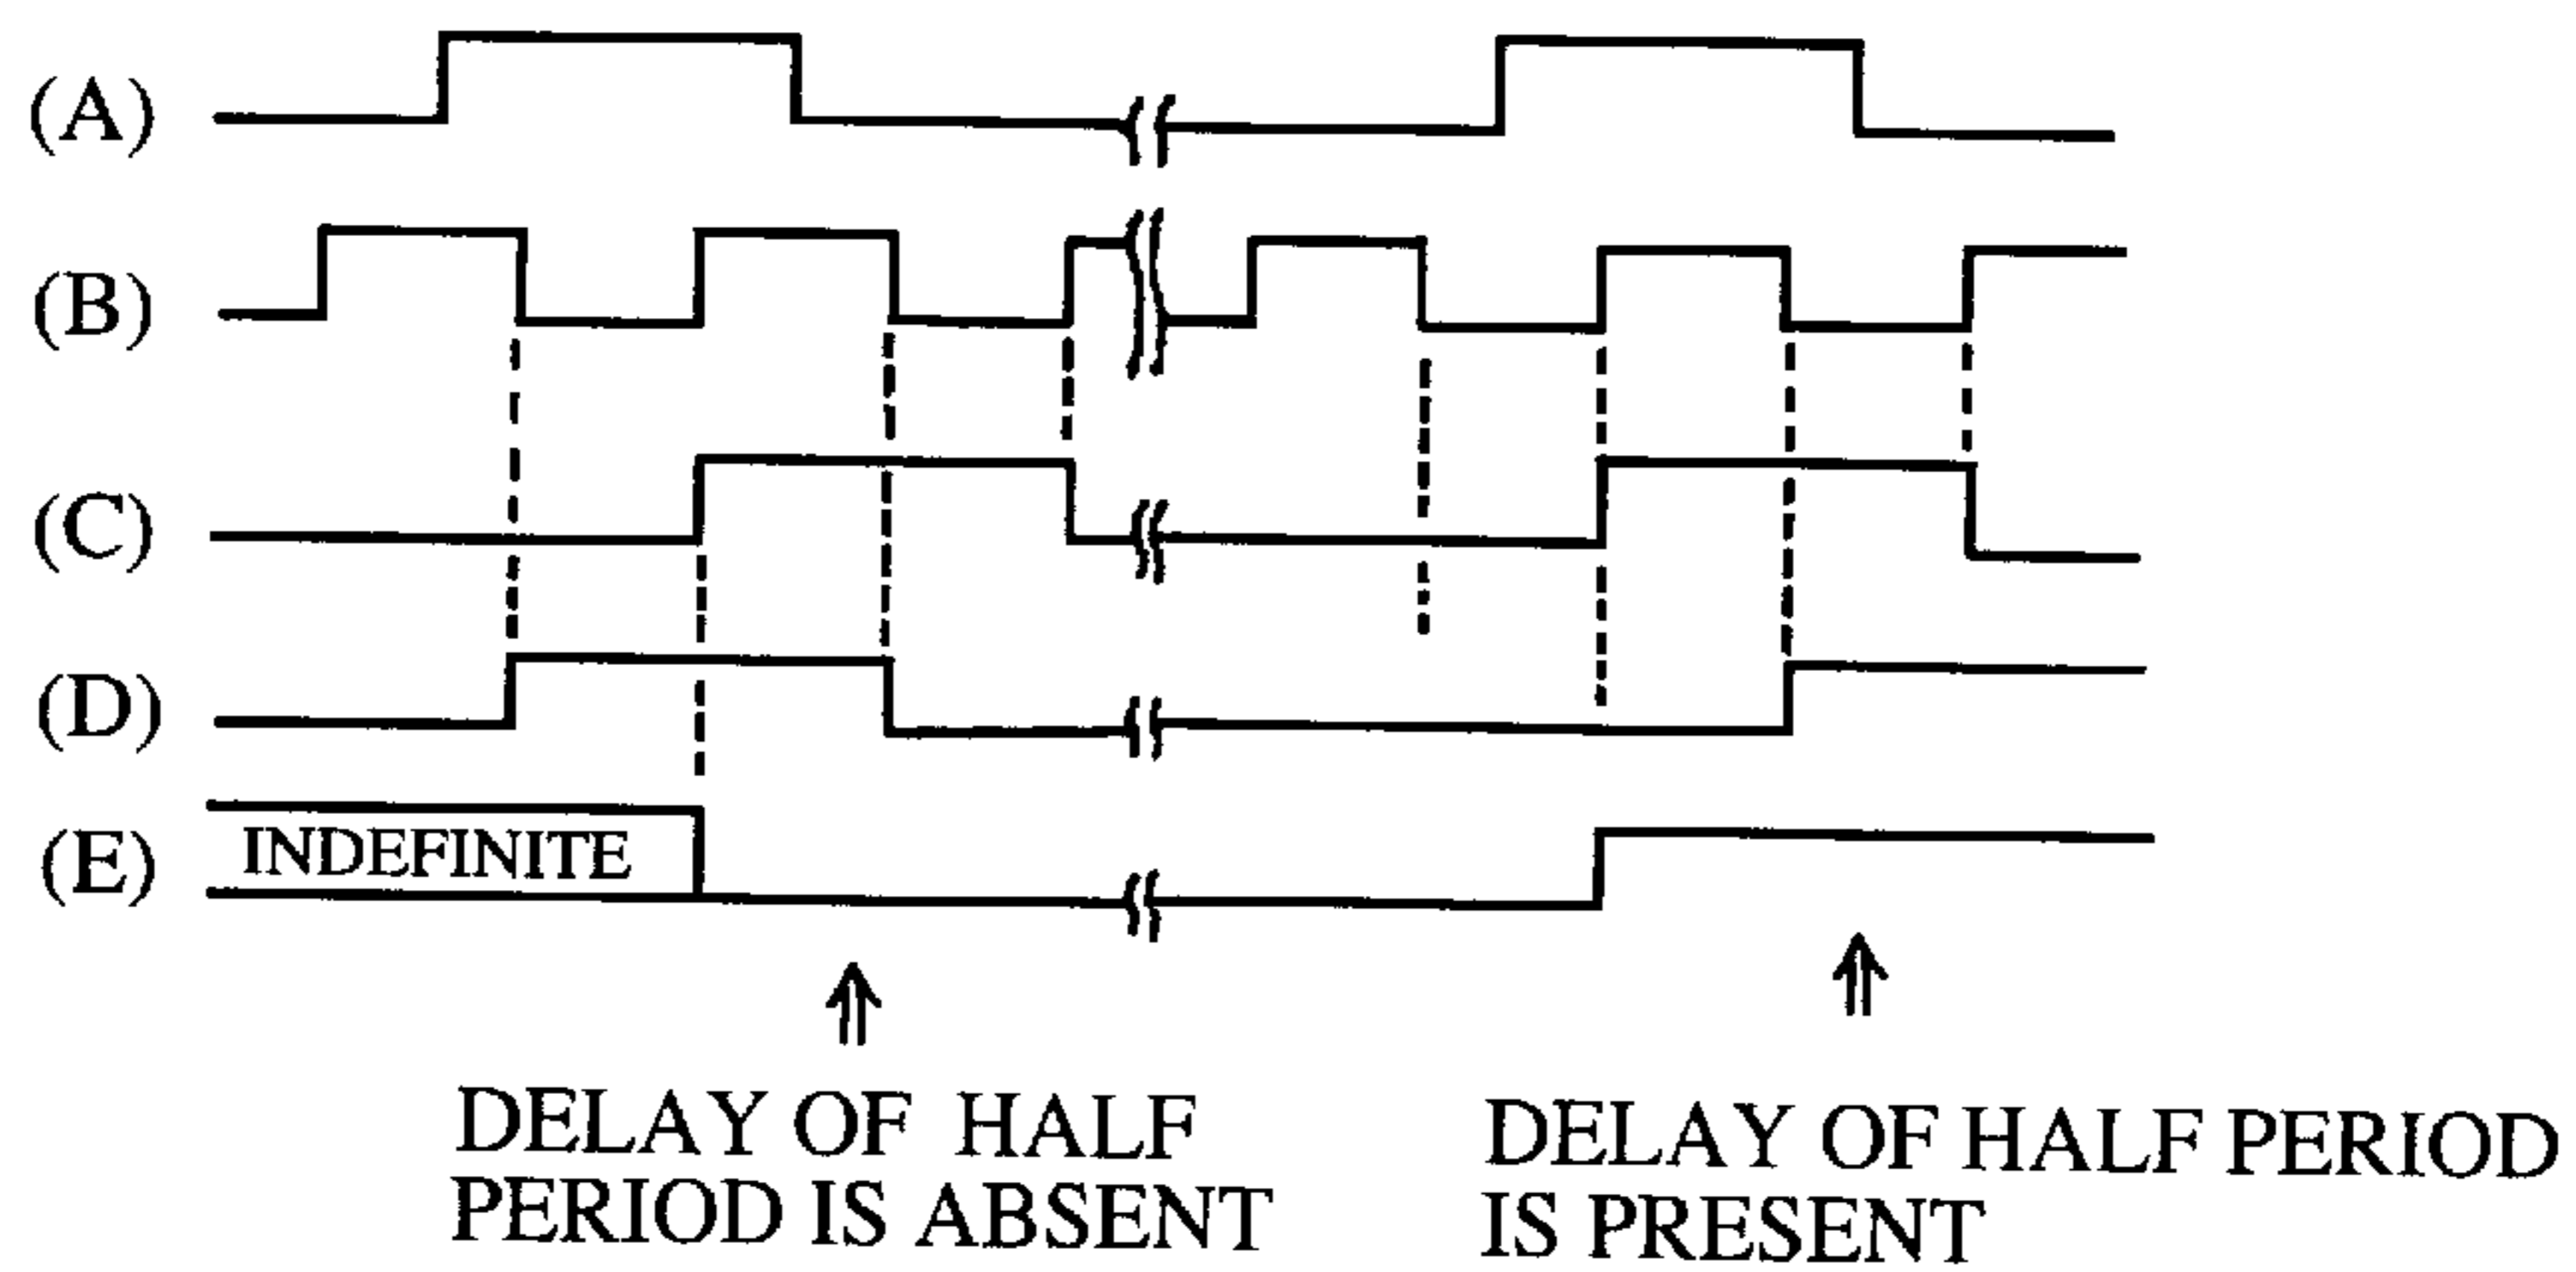 (A)
(B)
(C)
(D)
(E)
INDEFINITE
DELAY OF HALF
PERIOD IS ABSENT
DELAY OF HALF PERIOD
IS PRESENT